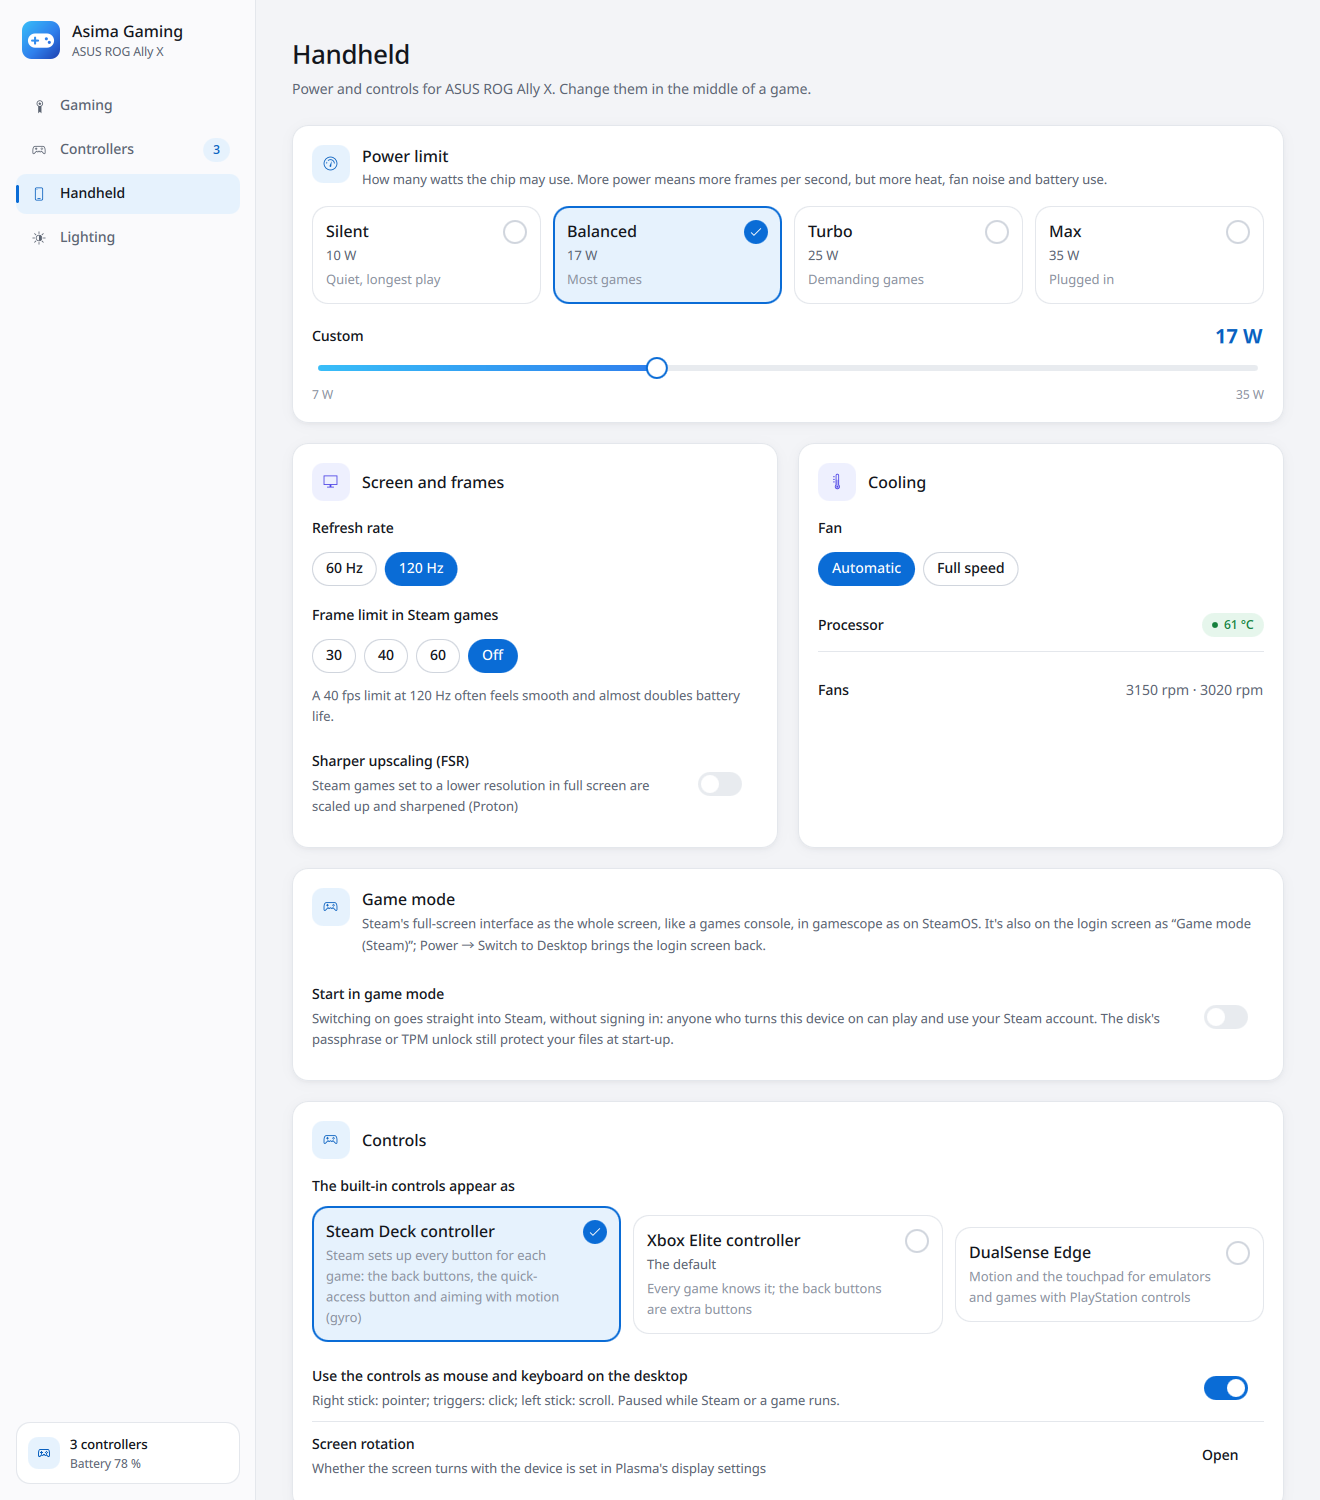 Asima Gaming
ASUS ROG Ally X
Gaming
Controllers
3
Handheld
Lighting
3 controllers
Battery 78 %
Handheld
Power and controls for ASUS ROG Ally X. Change them in the middle of a game.
Power limit
How many watts the chip may use. More power means more frames per second, but more heat, fan noise and battery use.
Silent
10 W
Quiet, longest play
Balanced
17 W
Most games
Turbo
25 W
Demanding games
Max
35 W
Plugged in
Custom
17 W
7 W
35 W
Screen and frames
Refresh rate
60 Hz
120 Hz
Frame limit in Steam games
30
40
60
Off
A 40 fps limit at 120 Hz often feels smooth and almost doubles battery
life.
Sharper upscaling (FSR)
Steam games set to a lower resolution in full screen are
scaled up and sharpened (Proton)
Cooling
Fan
Automatic
Full speed
Processor
61 °C
Fans
3150 rpm · 3020 rpm
Game mode
Steam's full-screen interface as the whole screen, like a games console, in gamescope as on SteamOS. It's also on the login screen as “Game mode
(Steam)”; Power → Switch to Desktop brings the login screen back.
Start in game mode
Switching on goes straight into Steam, without signing in: anyone who turns this device on can play and use your Steam account. The disk's
passphrase or TPM unlock still protect your files at start-up.
Controls
The built-in controls appear as
Steam Deck controller
Steam sets up every button for each
game: the back buttons, the quick-
access button and aiming with motion
(gyro)
Xbox Elite controller
The default
Every game knows it; the back buttons
are extra buttons
DualSense Edge
Motion and the touchpad for emulators
and games with PlayStation controls
Use the controls as mouse and keyboard on the desktop
Right stick: pointer; triggers: click; left stick: scroll. Paused while Steam or a game runs.
Screen rotation
Whether the screen turns with the device is set in Plasma's display settings
Open